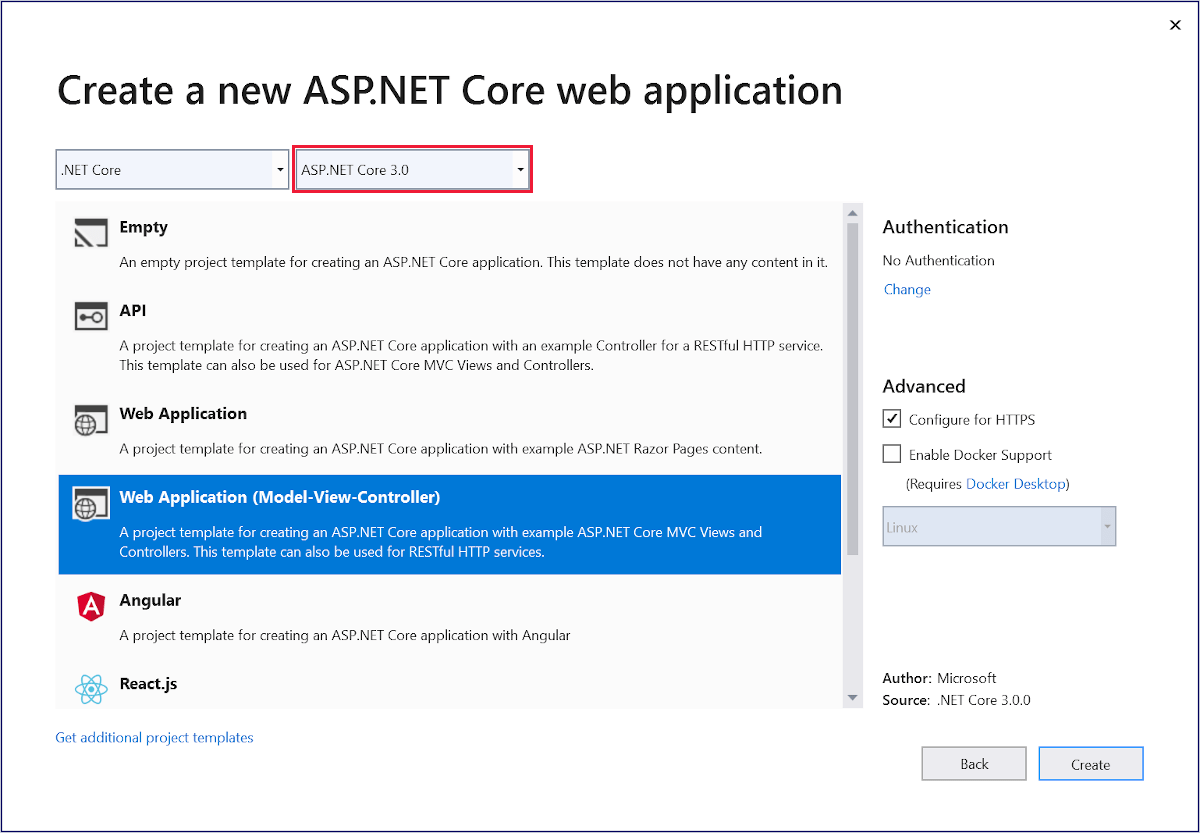 Create a new ASP.NET Core web application
.NET Core
ASP.NET Core 3.0
Empty
An empty project template for creating an ASP.NET Core application. This template does not have any content in it.
API
A project template for creating an ASP.NET Core application with an example Controller for a RESTful HTTP service.
This template can also be used for ASP.NET Core MVC Views and Controllers.
Web Application
A project template for creating an ASP.NET Core application with example ASP.NET Razor Pages content.
Web Application (Model-View-Controller)
A project template for creating an ASP.NET Core application with example ASP.NET Core MVC Views and
Controllers. This template can also be used for RESTful HTTP services.
Angular
A project template for creating an ASP.NET Core application with Angular
React.js
Get additional project templates
Authentication
No Authentication
Change
Advanced
Configure for HTTPS
Enable Docker Support
(Requires Docker Desktop)
Linux
Author: Microsoft
Source: .NET Core 3.0.0
Back
Create